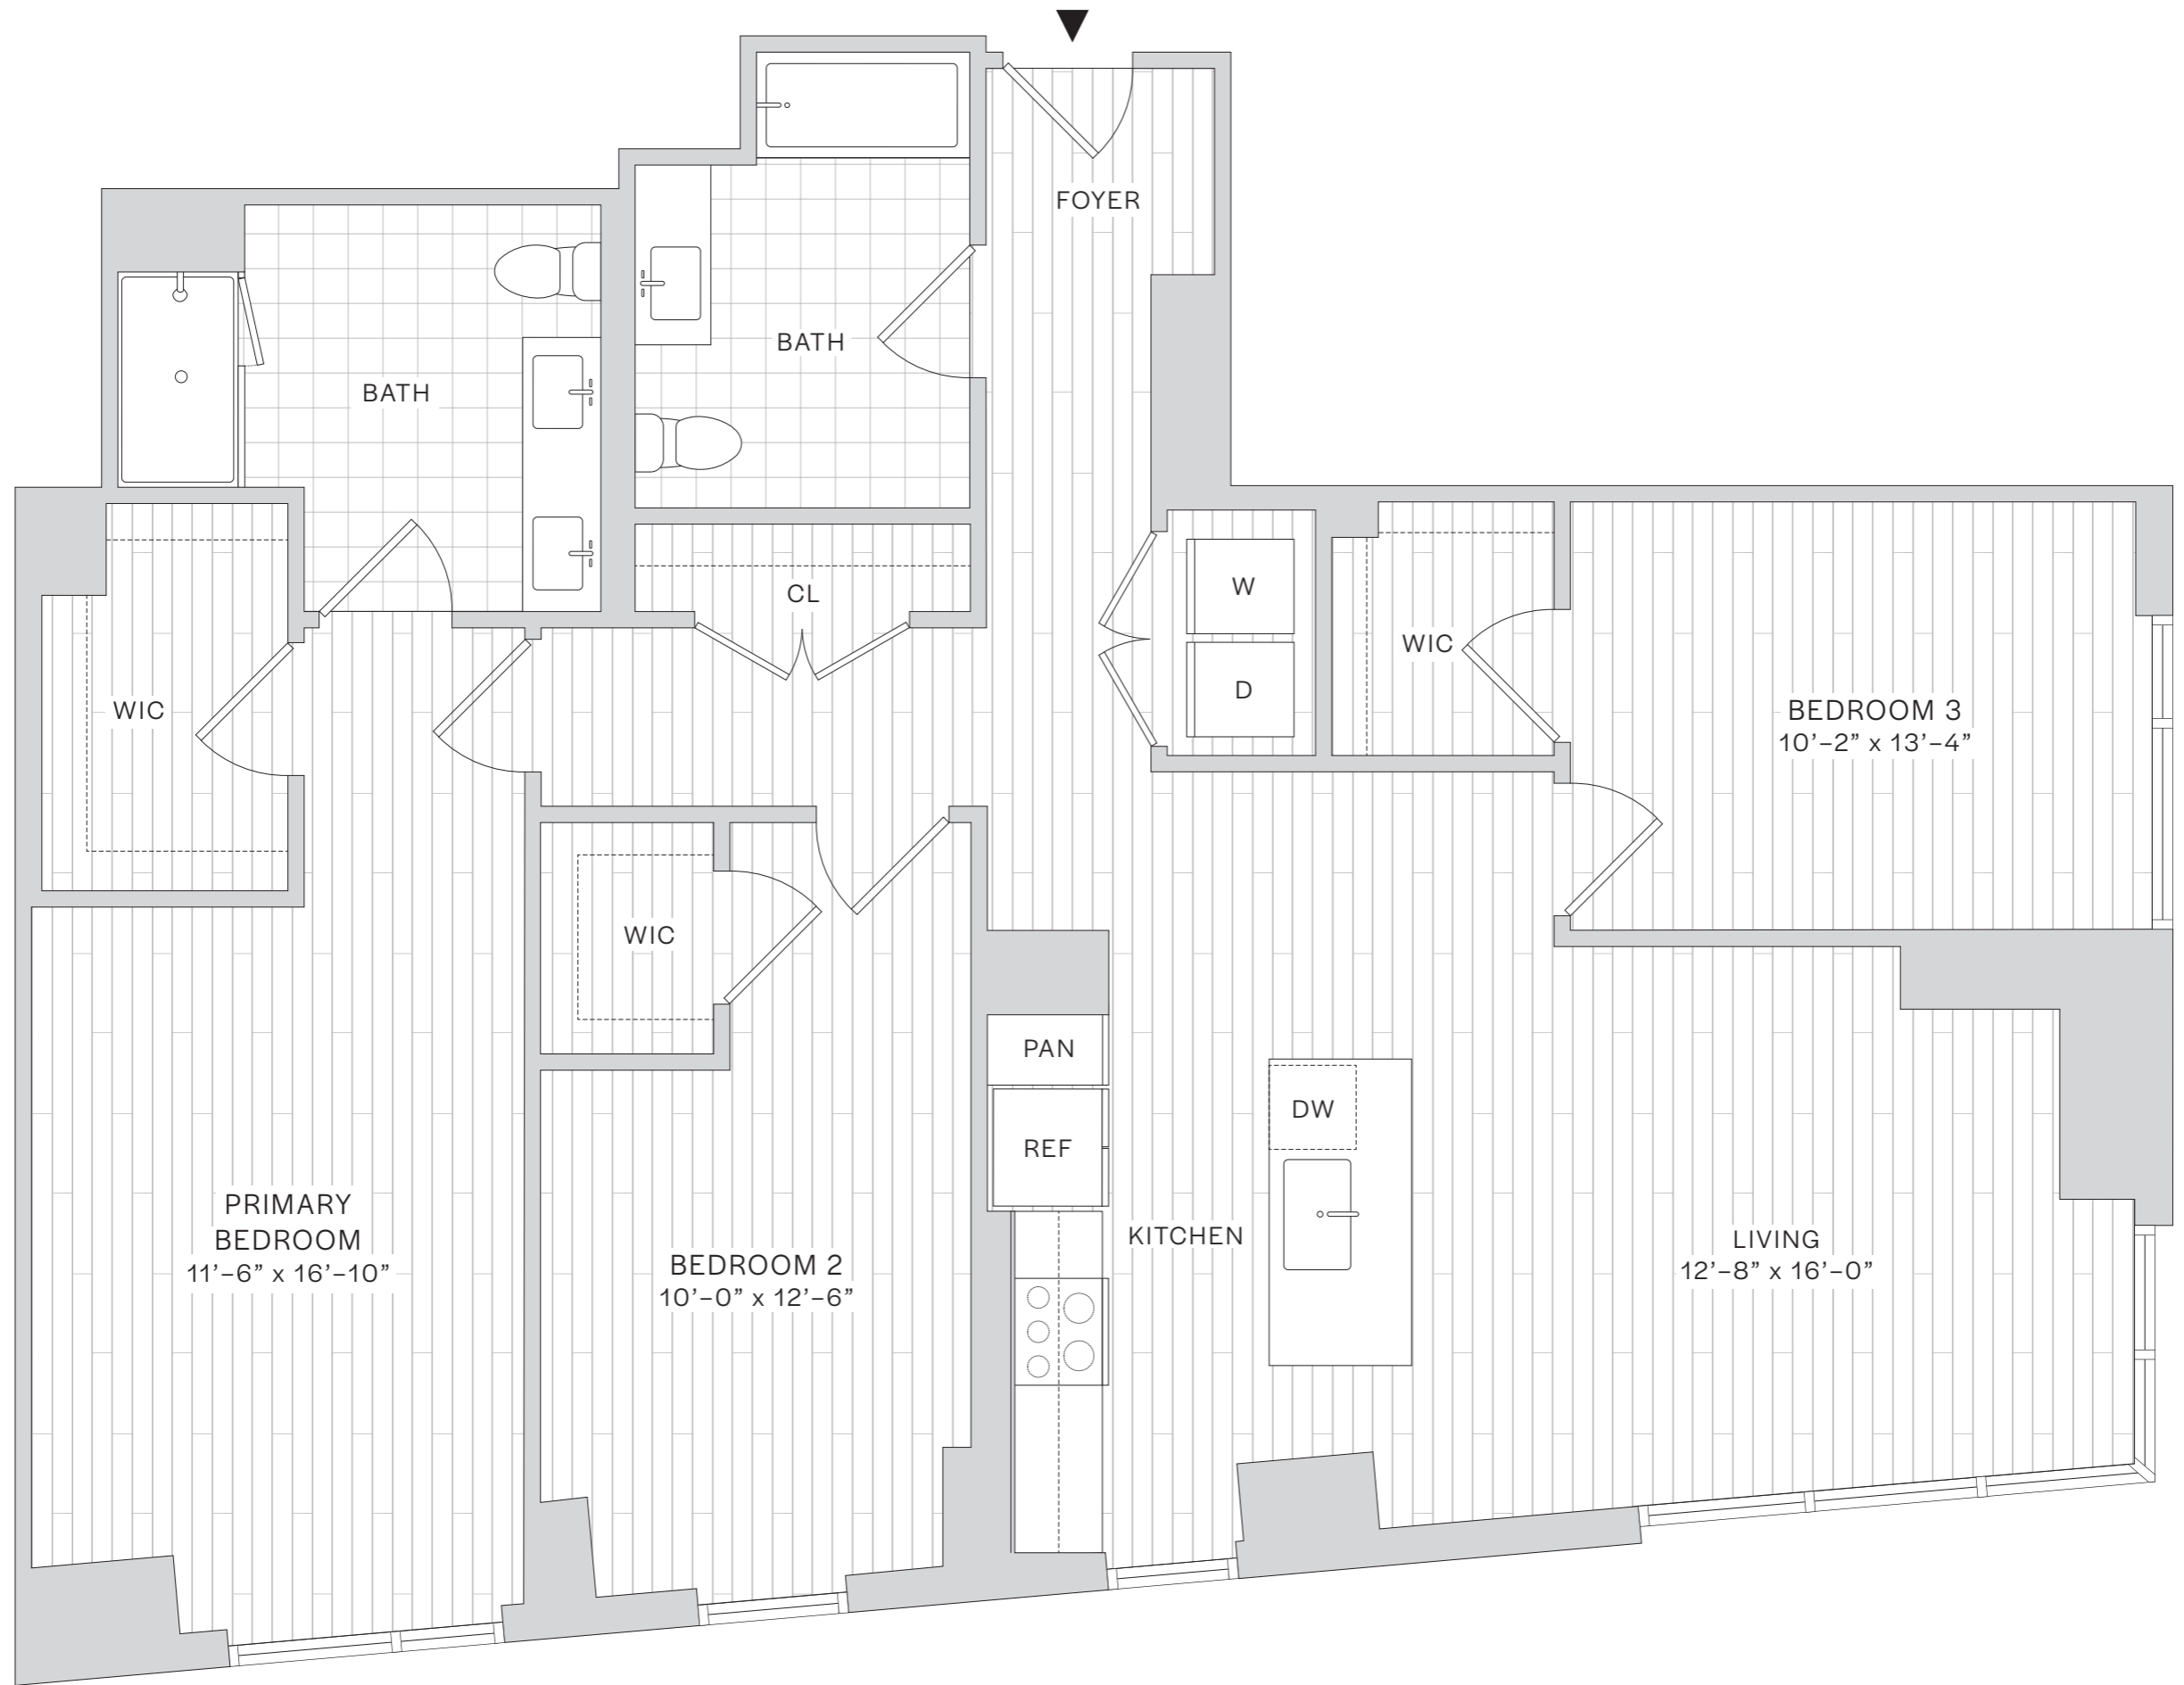 FOYER
BATH
BATH
W
CL
WIC
D
WIC
BEDROOM 3
10'–2" x 13'–4"
WIC
PAN
DW
REF
PRIMARY
BEDROOM
11'–6" x 16'–10"
KITCHEN
LIVING
12'–8" x 16'–0"
BEDROOM 2
10'–0" x 12'–6"